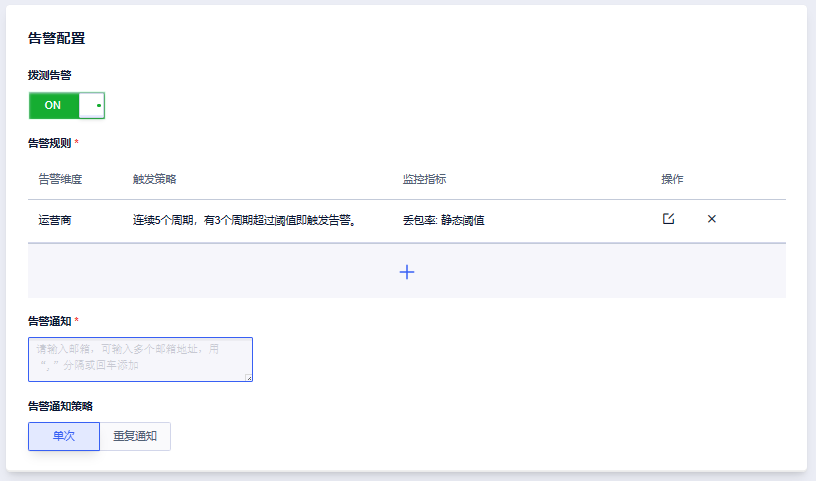 告警配置
拨测告警
ON
告警规则 *
告警维度 触发策略 监控指标 操作
运营商 连续5个周期，有3个周期超过阈值即触发告警。 丢包率: 静态阈值
告警通知 *
请输入邮箱，可输入多个邮箱地址，用
“，”分隔或回车添加
告警通知策略
单次 重复通知